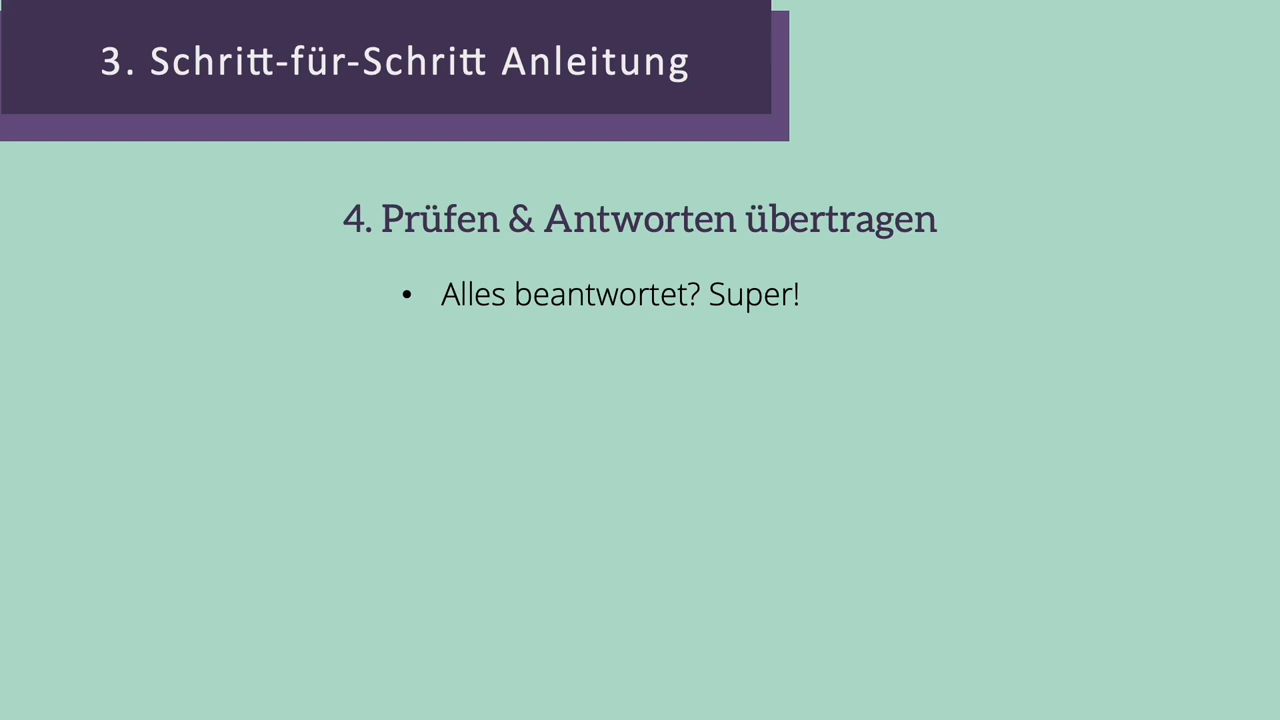 3. Schritt-für-Schritt Anleitung
4. Prüfen & Antworten übertragen
• Alles beantwortet? Super!